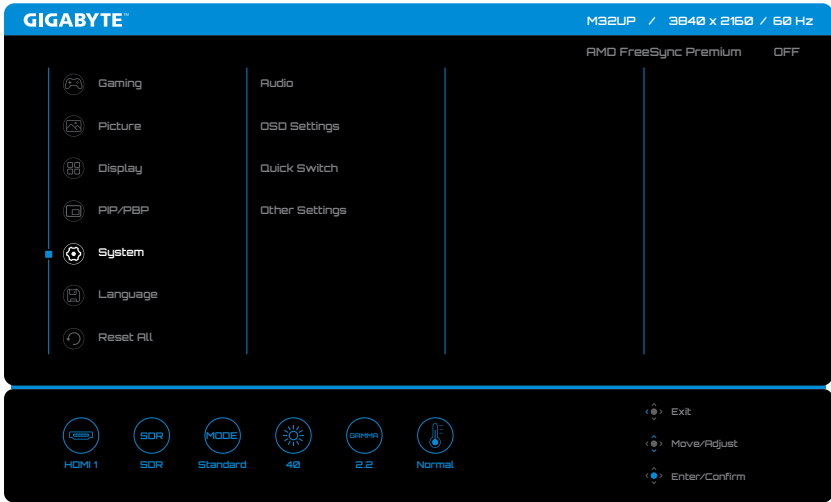 GIGABYTE™ M32UP / 3840 x 2160 / 60 Hz
AMD FreeSync Premium OFF
Gaming Audio
Picture OSD Settings
Display Quick Switch
PIP/PBP Other Settings
System
Language
Reset All
Exit
SDR MODE GAMMA
Move/Adjust
HDMI 1 SDR Standard 40 2.2 Normal
Enter/Confirm